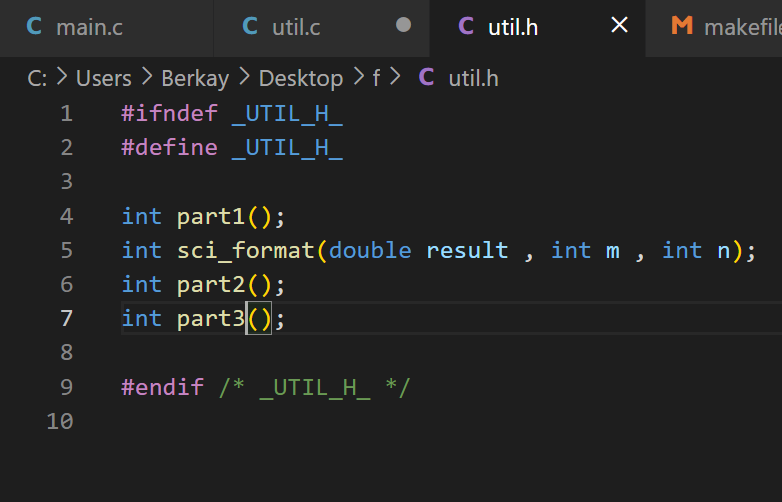 C main.c C util.c C util.h M makefile
C: > Users > Berkay > Desktop > f > C util.h
1 #ifndef _UTIL_H_
2 #define _UTIL_H_
3
4 int part1();
5 int sci_format(double result , int m , int n);
6 int part2();
7 int part3();
8
9 #endif /* _UTIL_H_ */
10